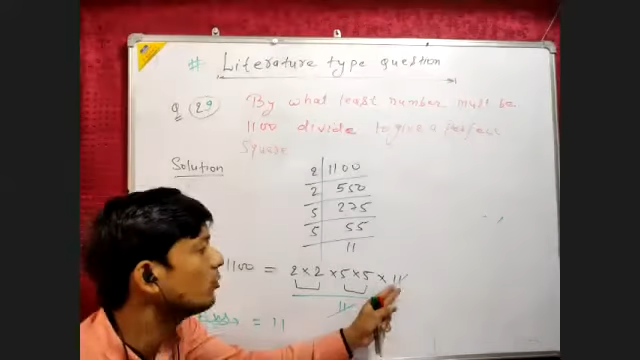 # Literature type question
Q 29 By what least number must be
1100 divide to give a Perfect
Square
Solution
2 | 1100
2 | 550
5 | 275
5 | 55
11
1100 = 2 × 2 × 5 × 5 × 11
11
= 11